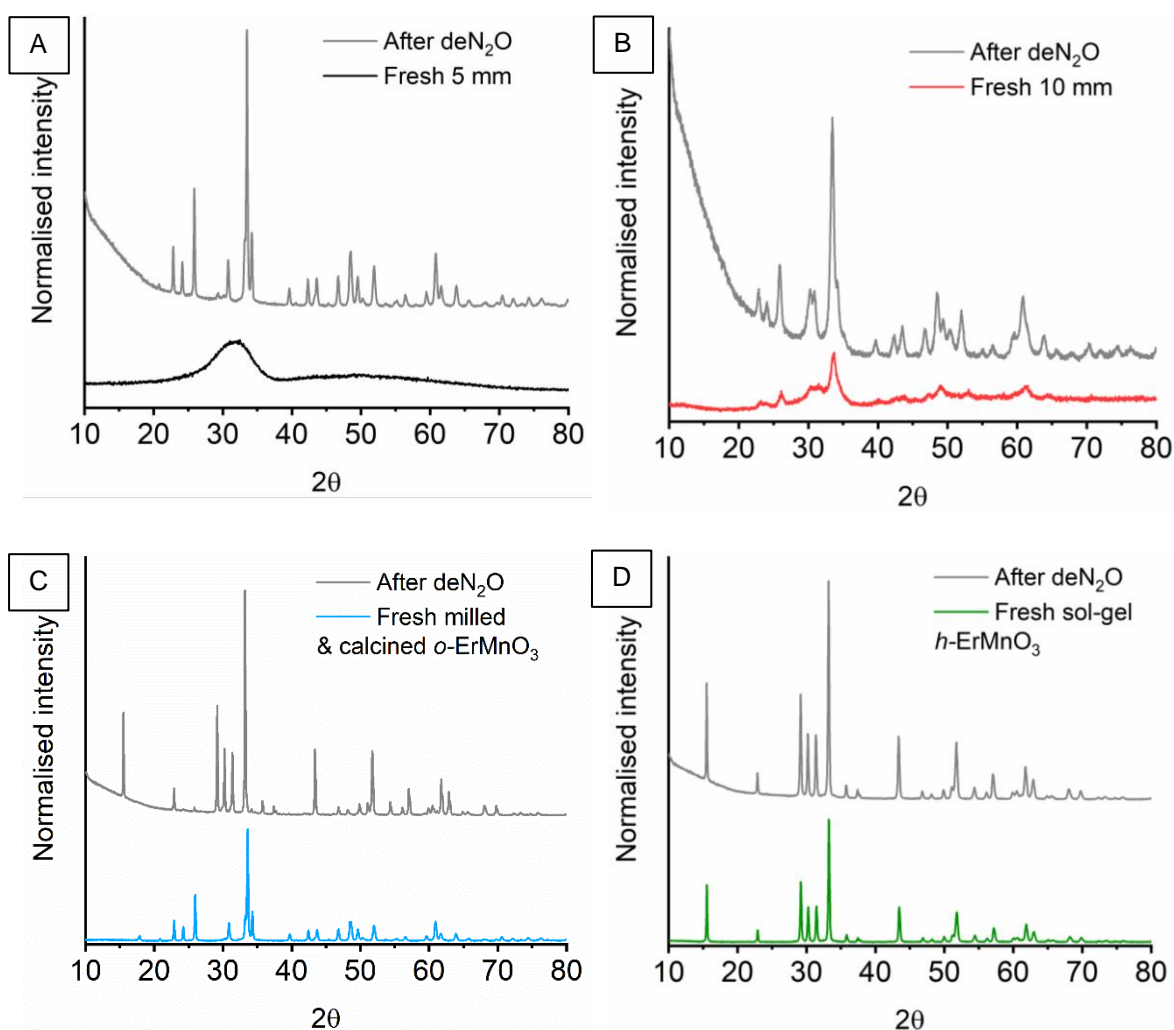 A
After deN₂O
Fresh 5 mm
Normalised intensity
10 20 30 40 50 60 70 80
2θ
B
After deN₂O
Fresh 10 mm
Normalised intensity
10 20 30 40 50 60 70 80
2θ
C
After deN₂O
Fresh milled
& calcined o-ErMnO₃
Normalised intensity
10 20 30 40 50 60 70 80
2θ
D
After deN₂O
Fresh sol-gel
h-ErMnO₃
Normalised intensity
10 20 30 40 50 60 70 80
2θ